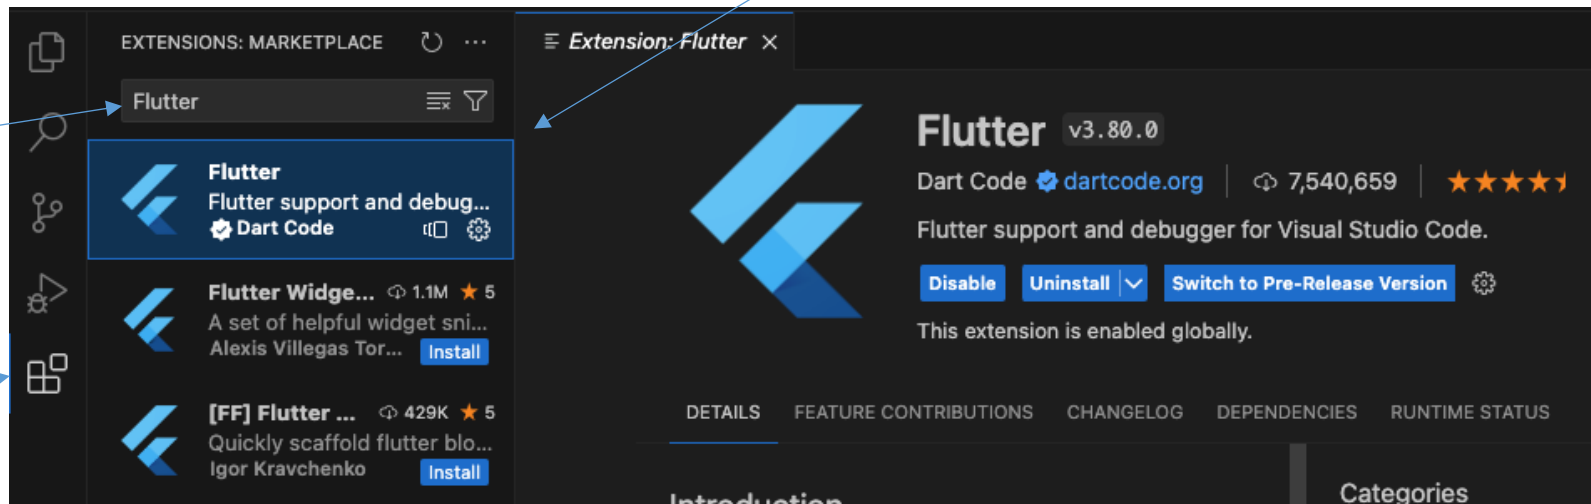 EXTENSIONS: MARKETPLACE
Flutter
Flutter
Flutter support and debug...
Dart Code
Flutter Widge... 1.1M 5
A set of helpful widget sni...
Alexis Villegas Tor... Install
[FF] Flutter ... 429K 5
Quickly scaffold flutter blo...
Igor Kravchenko Install
Extension: Flutter
Flutter v3.80.0
Dart Code dartcode.org 7,540,659
Flutter support and debugger for Visual Studio Code.
Disable Uninstall Switch to Pre-Release Version
This extension is enabled globally.
DETAILS FEATURE CONTRIBUTIONS CHANGELOG DEPENDENCIES RUNTIME STATUS
Introduction
Categories